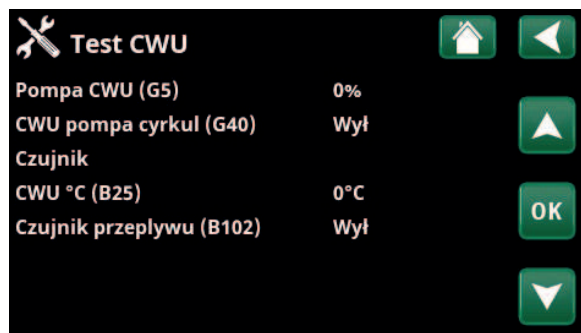 Test CWU
Pompa CWU (G5) 0%
CWU pompa cyrkul (G40) Wył
Czujnik
CWU °C (B25) 0°C
OK
Czujnik przeplywu (B102) Wył